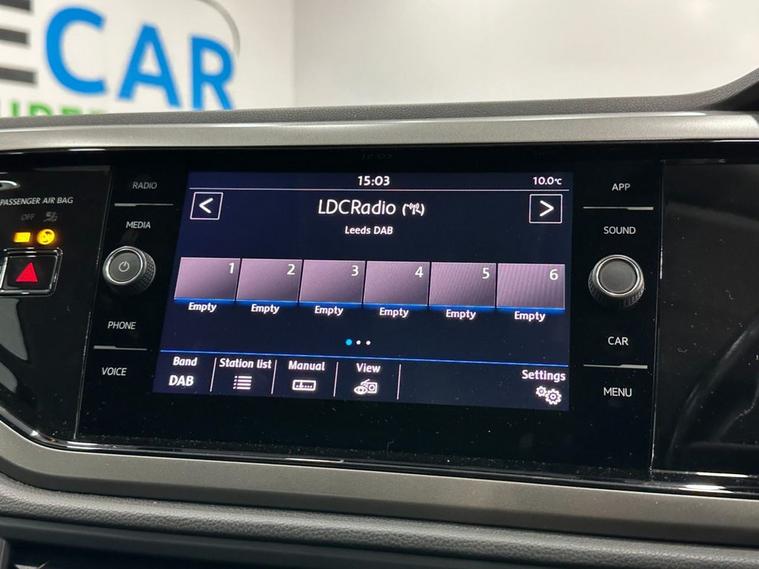 ECAR
PASSENGER AIR BAG
OFF
RADIO
MEDIA
PHONE
VOICE
15:03
10.0°C
<
LDCRadio
>
Leeds DAB
1
2
3
4
5
6
Empty
Empty
Empty
Empty
Empty
Empty
Band
Station list
Manual
View
Settings
DAB
APP
SOUND
CAR
MENU